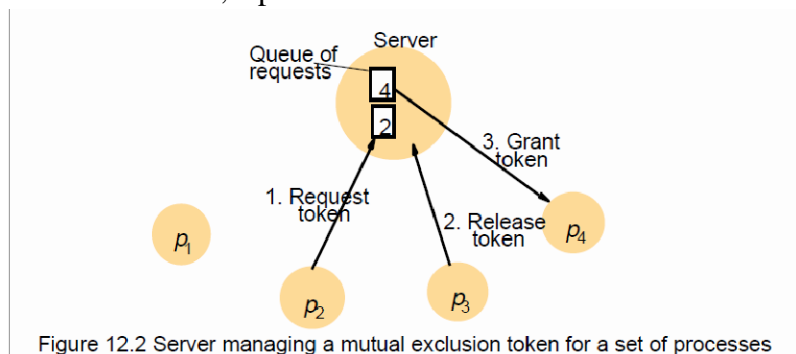 Server
Queue of
requests
4
2
3. Grant
token
1. Request
token
2. Release
token
p1
p2
p3
p4
Figure 12.2 Server managing a mutual exclusion token for a set of processes